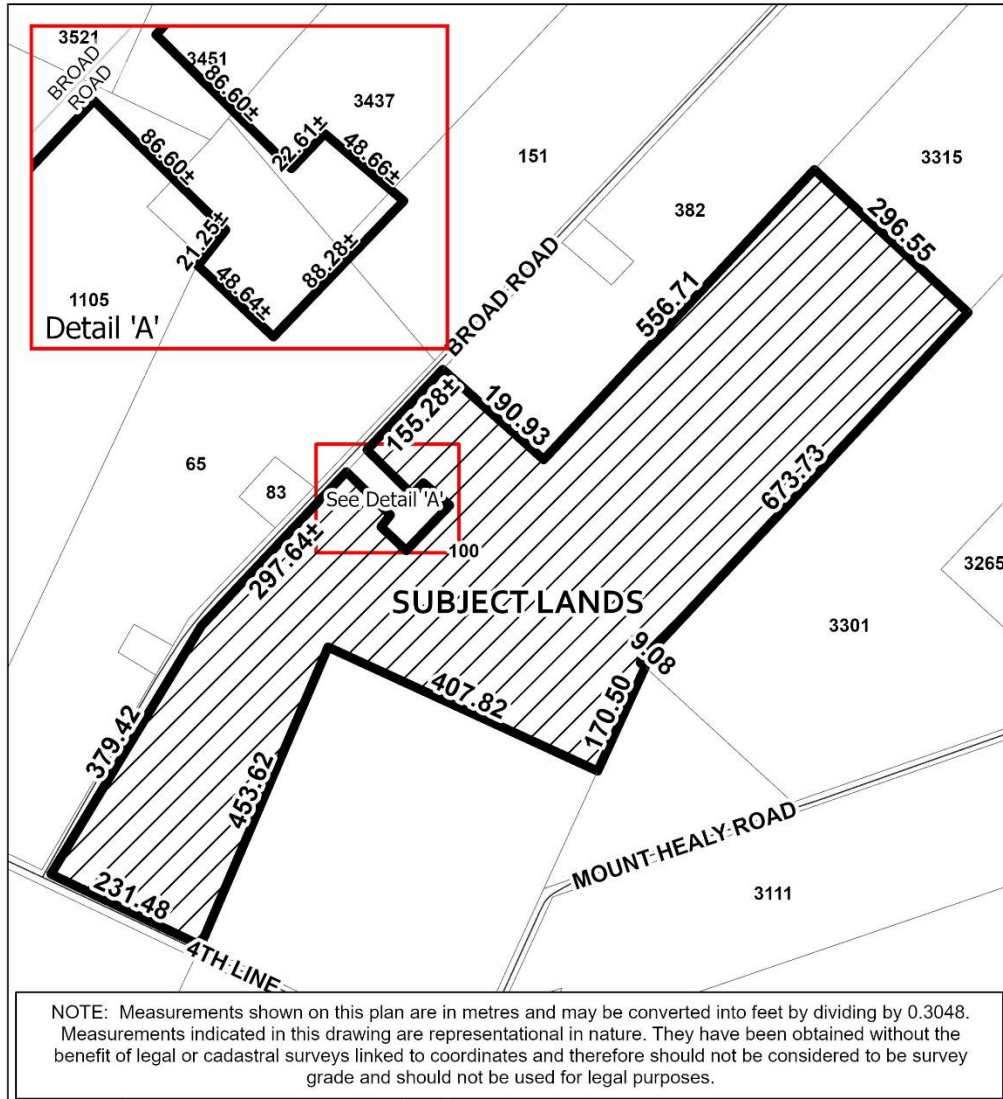 3521
BROAD
ROAD
3451
86.60±
3437
22.61±
48.66±
86.60±
21.25±
48.64±
88.28±
1105
Detail 'A'
151
3315
382
296.55
BROAD ROAD
556.71
155.28±
190.93
65
83
See Detail 'A'
673.73
297.64±
100
3265
SUBJECT LANDS
3301
9.08
407.82
170.50
379.42
453.62
MOUNT HEALY ROAD
231.48
3111
4TH LINE
NOTE: Measurements shown on this plan are in metres and may be converted into feet by dividing by 0.3048.
Measurements indicated in this drawing are representational in nature. They have been obtained without the
benefit of legal or cadastral surveys linked to coordinates and therefore should not be considered to be survey
grade and should not be used for legal purposes.